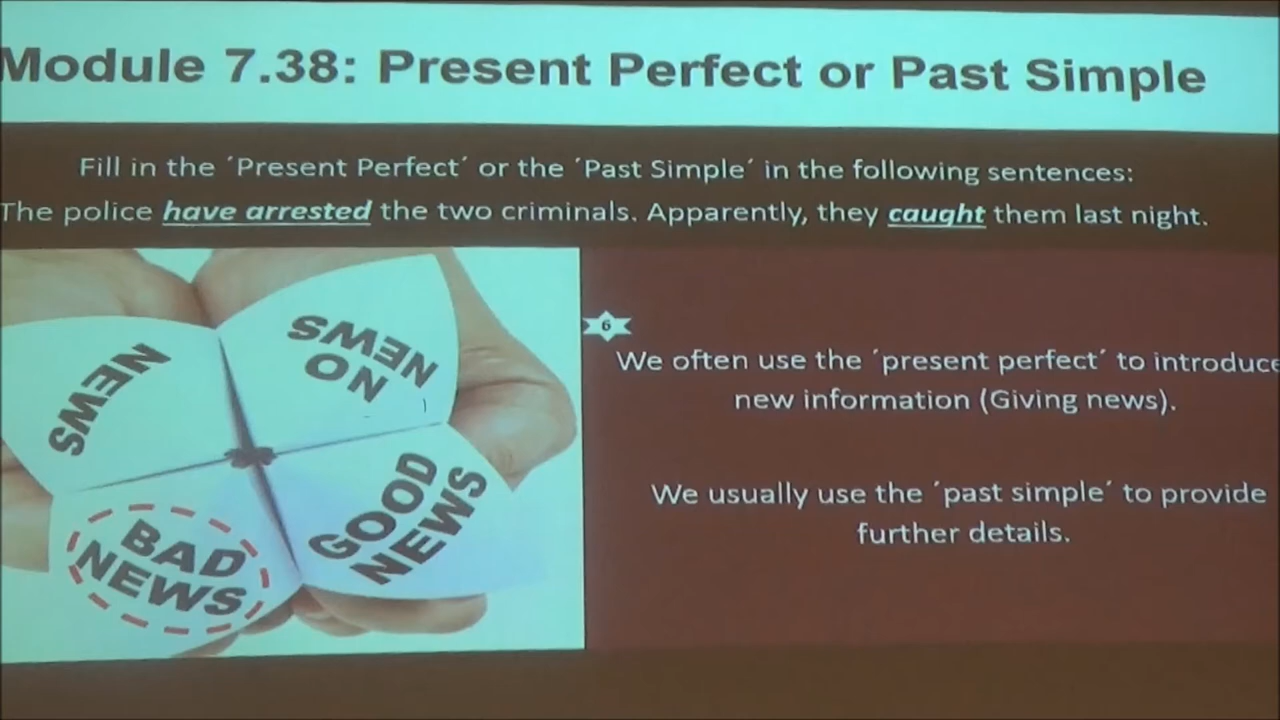 Module 7.38: Present Perfect or Past Simple
Fill in the ´Present Perfect´ or the ´Past Simple´ in the following sentences:
The police have arrested the two criminals. Apparently, they caught them last night.
NEWS
NO
NEWS
6
We often use the ´present perfect´ to introduce
new information (Giving news).
BAD
NEWS
GOOD
NEWS
We usually use the ´past simple´ to provide
further details.